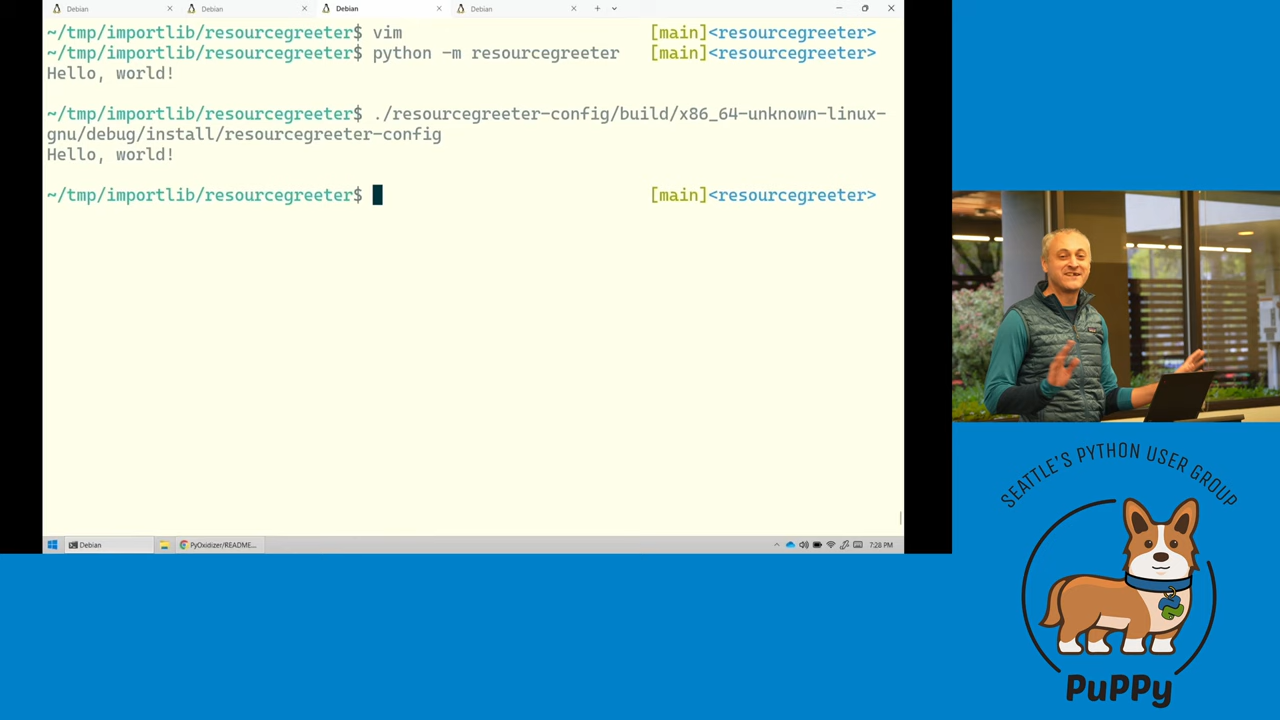 Debian
Debian
Debian
Debian
~/tmp/importlib/resourcegreeter$ vim [main]<resourcegreeter>
~/tmp/importlib/resourcegreeter$ python -m resourcegreeter [main]<resourcegreeter>
Hello, world!
~/tmp/importlib/resourcegreeter$ ./resourcegreeter-config/build/x86_64-unknown-linux-
gnu/debug/install/resourcegreeter-config
Hello, world!
~/tmp/importlib/resourcegreeter$ [main]<resourcegreeter>
Debian
PyOxidizer/README...
7:28 PM
SEATTLE'S PYTHON USER GROUP
PuPPy